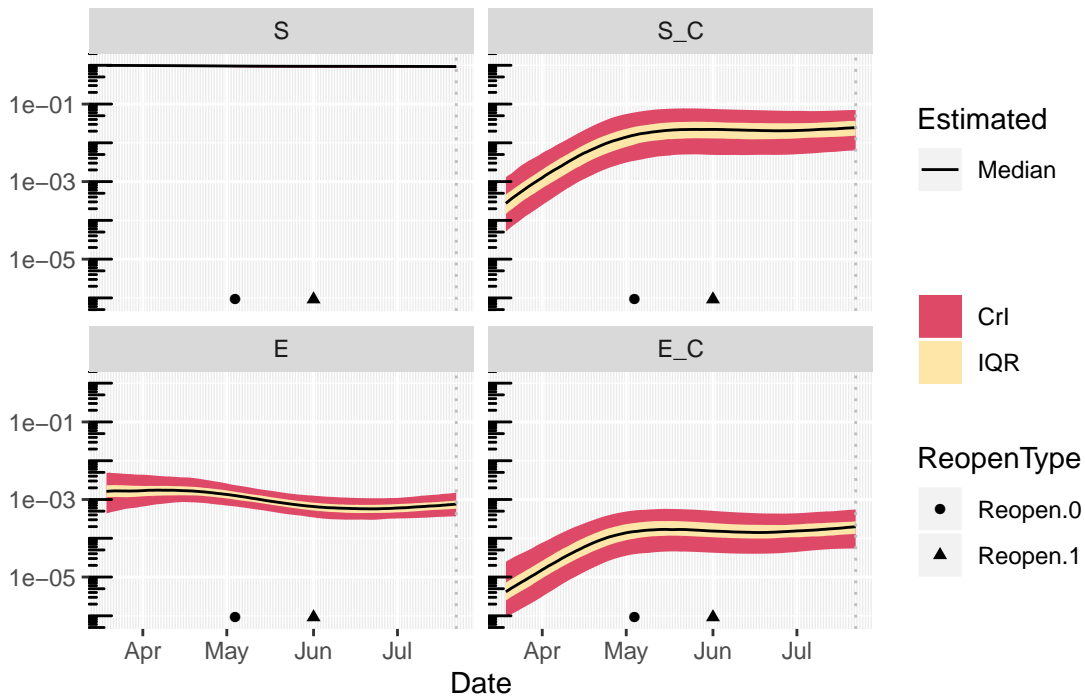 S
S_C
1e−01
1e−03
1e−05
E
E_C
1e−01
1e−03
1e−05
Apr
May
Jun
Jul
Apr
May
Jun
Jul
Date
Estimated
Median
CrI
IQR
ReopenType
Reopen.0
Reopen.1